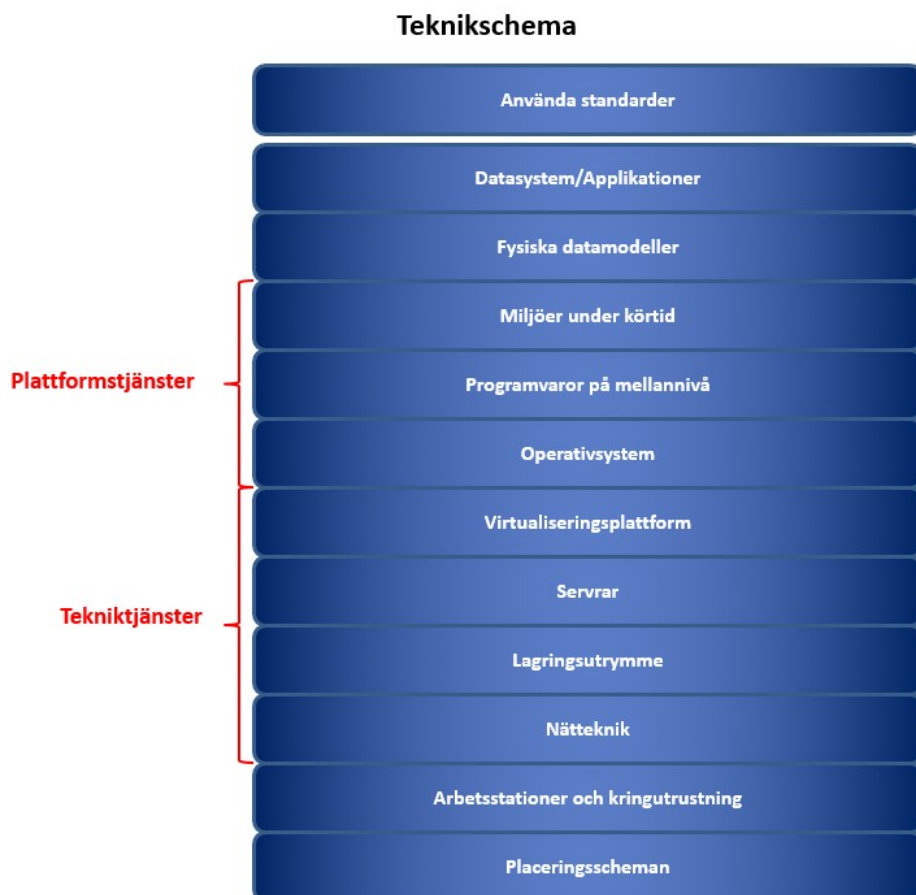 Teknikschema
Använda standarder
Datasystem/Applikationer
Fysiska datamodeller
Miljöer under körtid
Plattformstjänster
Programvaror på mellannivå
Operativsystem
Virtualiseringsplattform
Servrar
Tekniktjänster
Lagringsutrymme
Nätteknik
Arbetsstationer och kringutrustning
Placeringsscheman